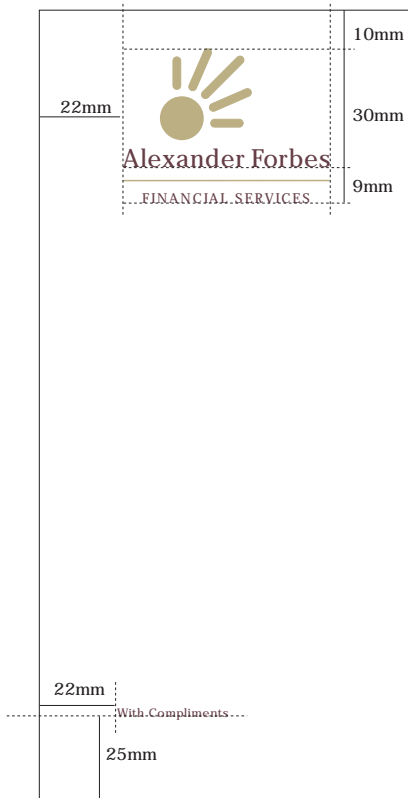 10mm
22mm
30mm
Alexander Forbes
9mm
FINANCIAL SERVICES
22mm
With Compliments
25mm